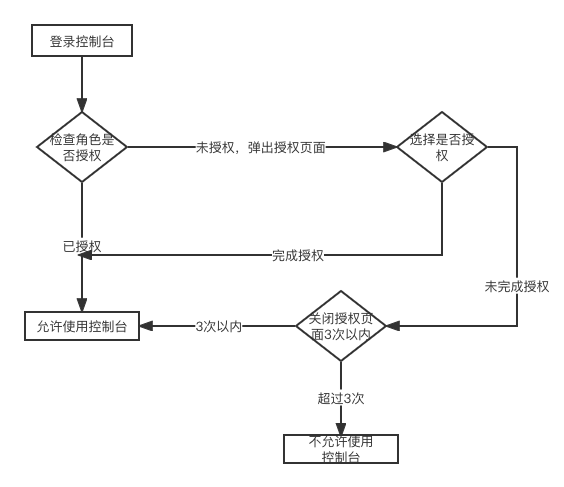 登录控制台
检查角色是
否授权
未授权，弹出授权页面
选择是否授
权
已授权
完成授权
未完成授权
允许使用控制台
3次以内
关闭授权页
面3次以内
超过3次
不允许使用
控制台